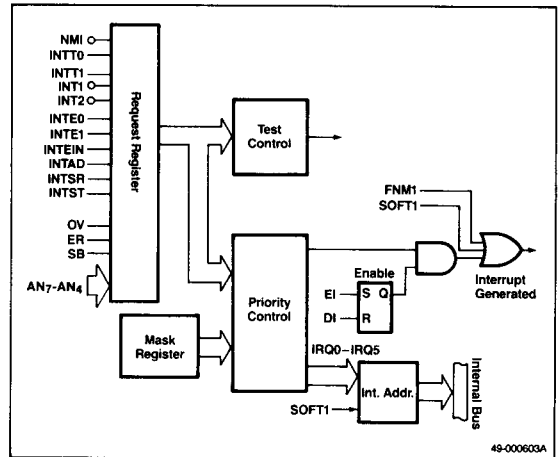 NMI
INTT0
INTT1
INT1
INT2
INTE0
INTE1
INTEIN
INTAD
INTSR
INTST
OV
ER
SB
AN7-AN4
Request Register
Test
Control
FNM1
SOFT1
Interrupt
Generated
Enable
EI
S Q
DI
R
Priority
Control
Mask
Register
IRQ0-IRQ5
Int. Addr.
SOFT1
Internal Bus
49-000603A